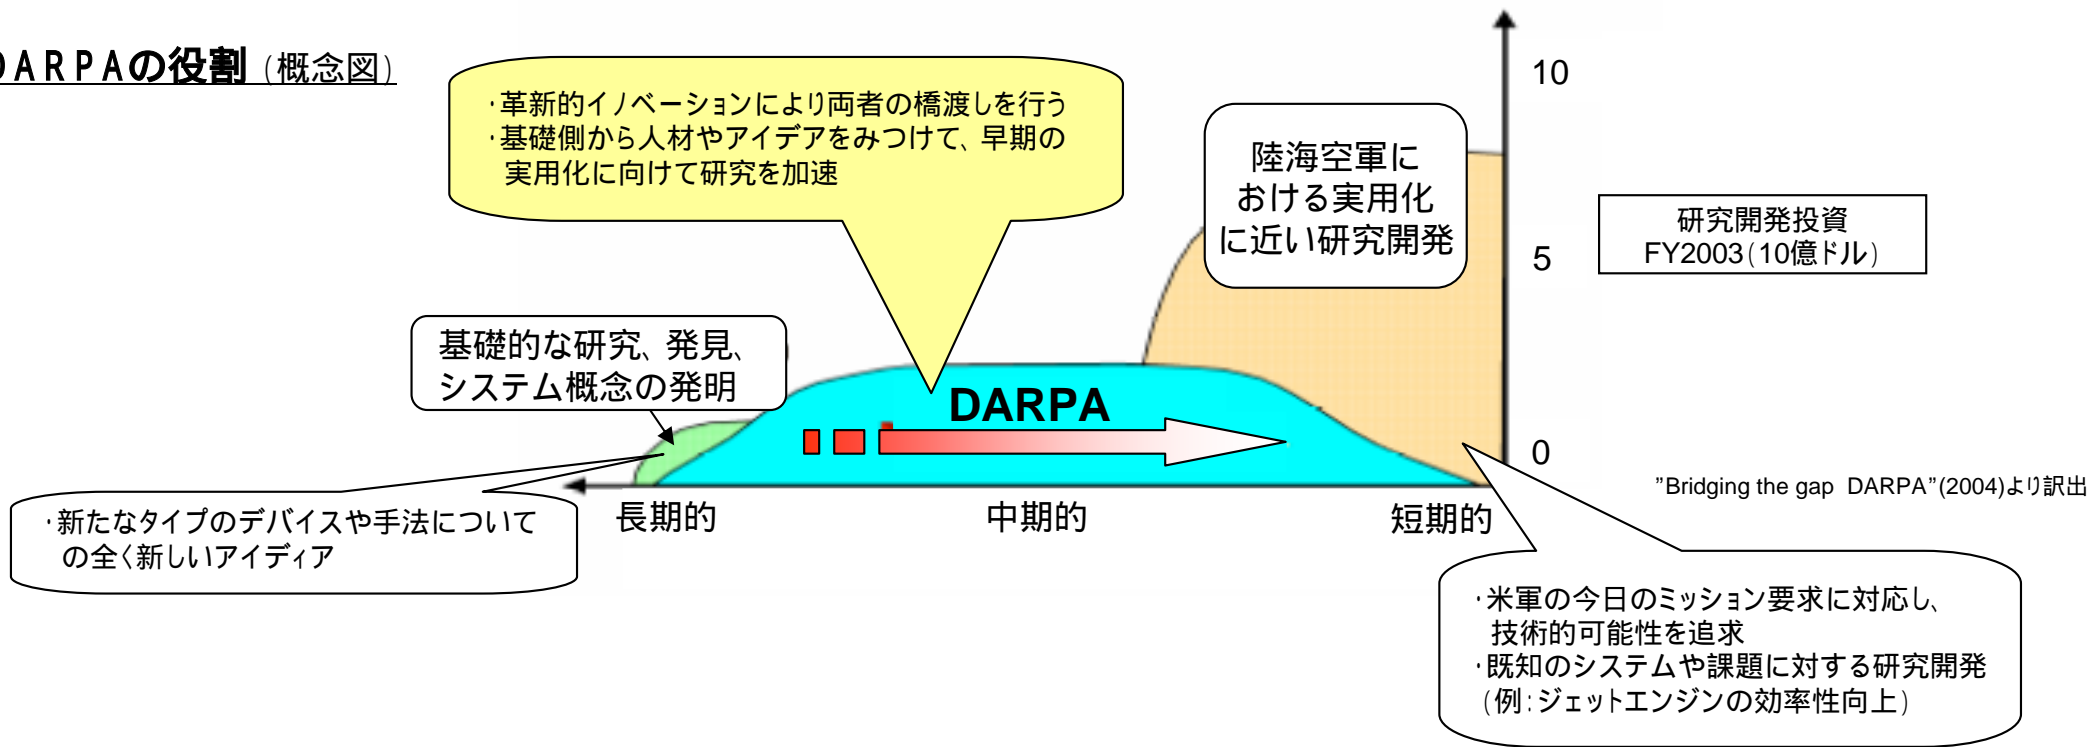 DARPAの役割（概念図）
・革新的イノベーションにより両者の橋渡しを行う
・基礎側から人材やアイデアをみつけて、早期の
実用化に向けて研究を加速
陸海空軍に
おける実用化
に近い研究開発
10
5
0
研究開発投資
FY2003（10億ドル）
基礎的な研究、発見、
システム概念の発明
DARPA
長期的
中期的
短期的
”Bridging the gap DARPA”(2004)より訳出
・新たなタイプのデバイスや手法について
の全く新しいアイディア
・米軍の今日のミッション要求に対応し、
技術的可能性を追求
・既知のシステムや課題に対する研究開発
（例：ジェットエンジンの効率性向上）